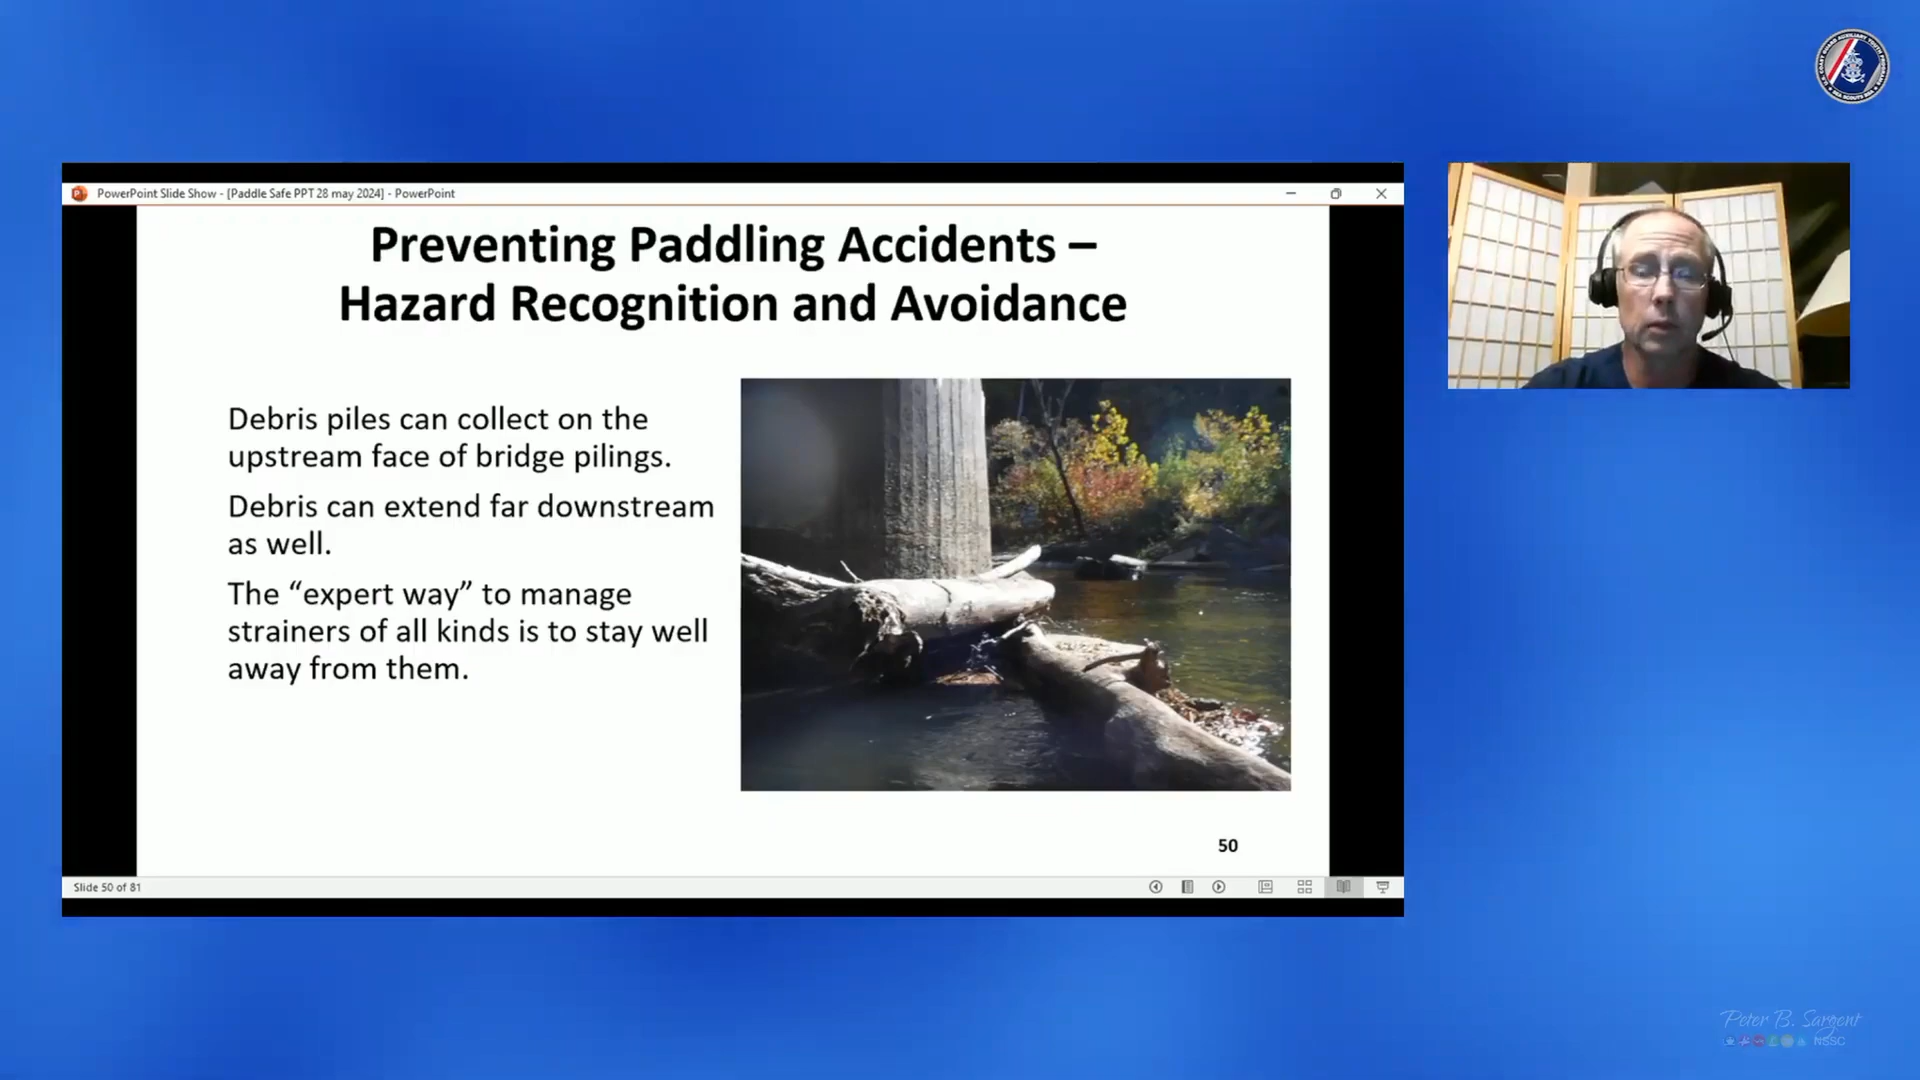 PowerPoint Slide Show - [Paddle Safe PPT 28 may 2024] - PowerPoint
Preventing Paddling Accidents –
Hazard Recognition and Avoidance
Debris piles can collect on the
upstream face of bridge pilings.
Debris can extend far downstream
as well.
The “expert way” to manage
strainers of all kinds is to stay well
away from them.
50
Slide 50 of 81
Peter B. Sargent
NSSC